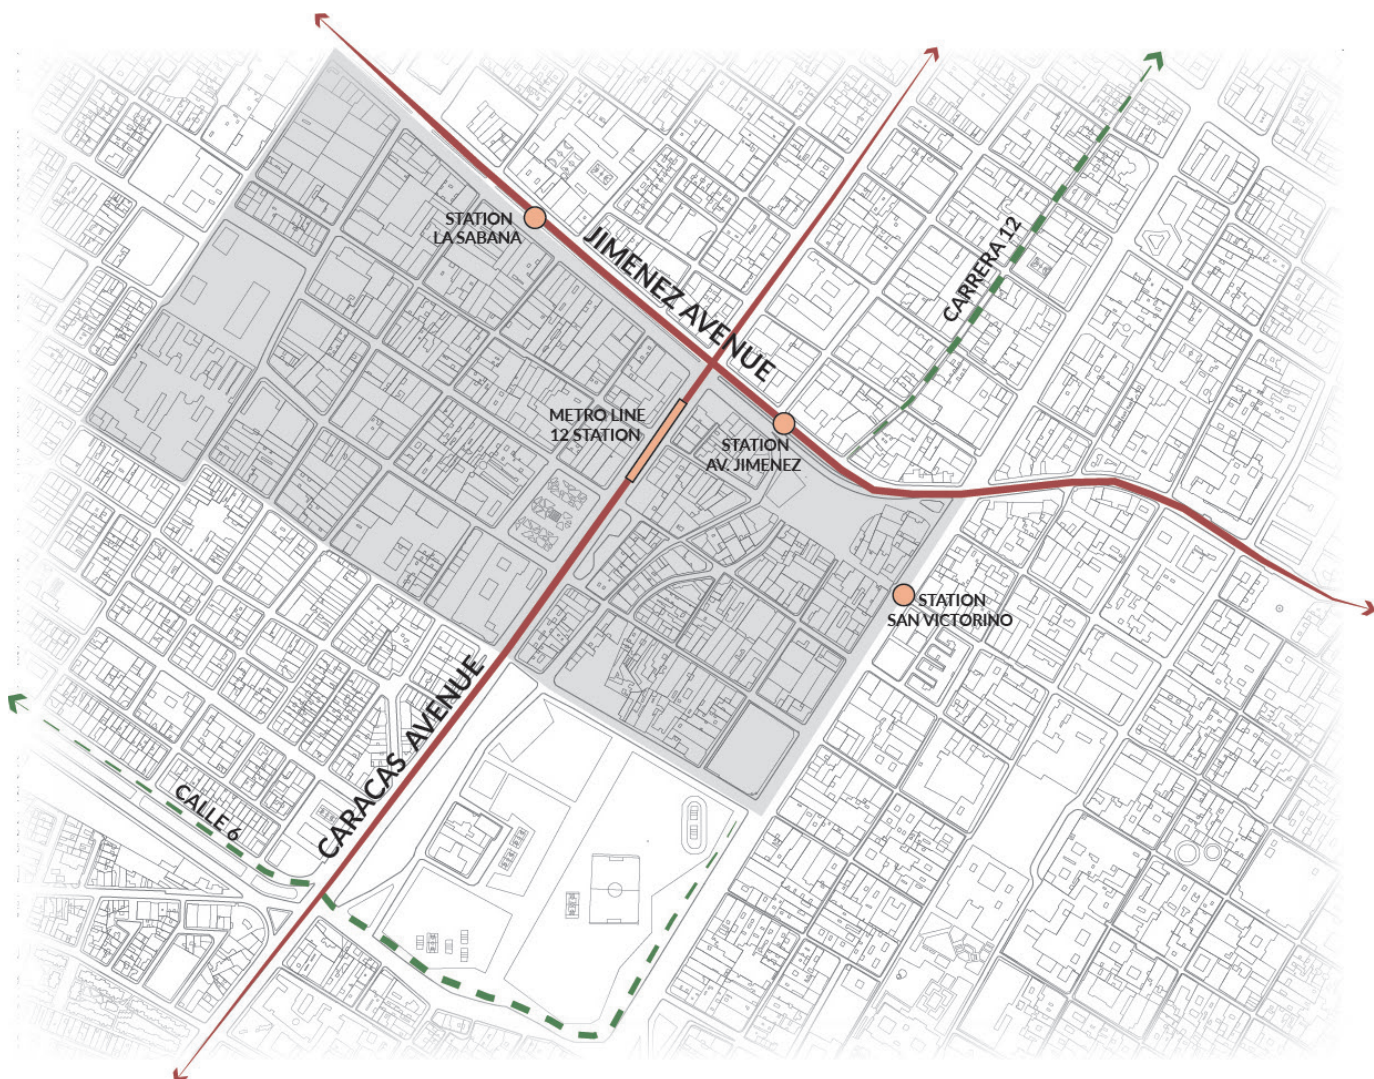 STATION
LA SABANA
JIMENEZ AVENUE
CARRERA 12
METRO LINE
12 STATION
STATION
AV. JIMENEZ
STATION
SAN VICTORINO
CARACAS AVENUE
CALLE 6